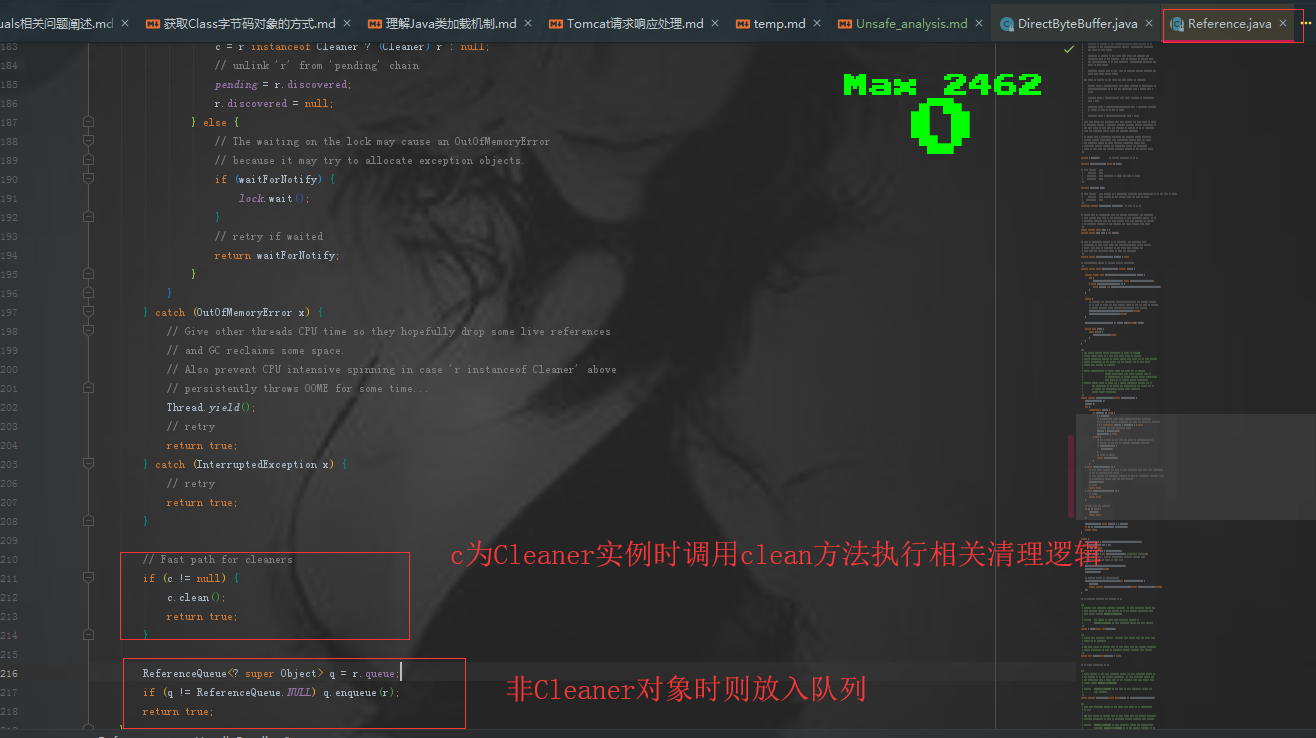 uals相关问题阐述.md
获取Class字节码对象的方式.md
理解Java类加载机制.md
Tomcat请求响应处理.md
temp.md
Unsafe_analysis.md
DirectByteBuffer.java
Reference.java
Max 2462
0
183 c = r instanceof Cleaner ? (Cleaner) r : null;
184 // unlink 'r' from 'pending' chain
185 pending = r.discovered;
186 r.discovered = null;
187 } else {
188 // The waiting on the lock may cause an OutOfMemoryError
189 // because it may try to allocate exception objects.
190 if (waitForNotify) {
191 lock.wait();
192 }
193 // retry if waited
194 return waitForNotify;
195 }
196 }
197 } catch (OutOfMemoryError x) {
198 // Give other threads CPU time so they hopefully drop some live references
199 // and GC reclaims some space.
200 // Also prevent CPU intensive spinning in case 'r instanceof Cleaner' above
201 // persistently throws OOME for some time...
202 Thread.yield();
203 // retry
204 return true;
205 } catch (InterruptedException x) {
206 // retry
207 return true;
208 }
209
210 // Fast path for cleaners
c为Cleaner实例时调用clean方法执行相关清理逻辑
211 if (c != null) {
212 c.clean();
213 return true;
214 }
215
216 ReferenceQueue<? super Object> q = r.queue;
非Cleaner对象时则放入队列
217 if (q != ReferenceQueue.NULL) q.enqueue(r);
218 return true;